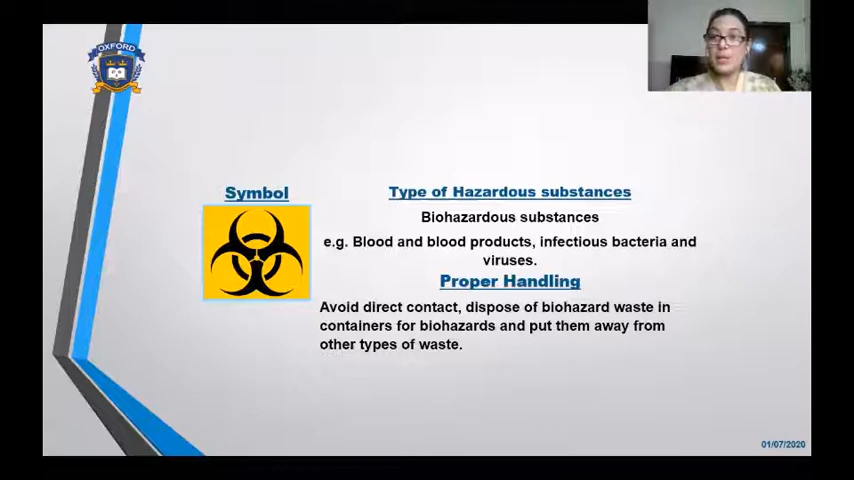 OXFORD
Symbol
Type of Hazardous substances
Biohazardous substances
e.g. Blood and blood products, infectious bacteria and
viruses.
Proper Handling
Avoid direct contact, dispose of biohazard waste in
containers for biohazards and put them away from
other types of waste.
01/07/2020